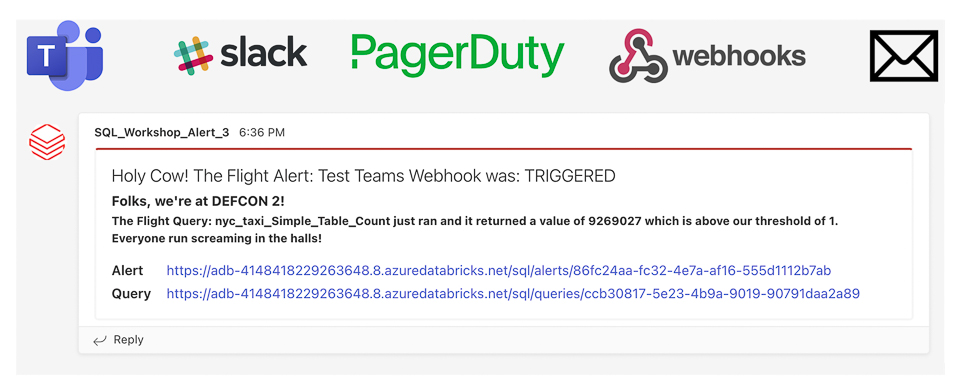 T
slack
PagerDuty
webhooks
SQL_Workshop_Alert_3 6:36 PM
Holy Cow! The Flight Alert: Test Teams Webhook was: TRIGGERED
Folks, we're at DEFCON 2!
The Flight Query: nyc_taxi_Simple_Table_Count just ran and it returned a value of 9269027 which is above our threshold of 1.
Everyone run screaming in the halls!
Alert https://adb-4148418229263648.8.azuredatabricks.net/sql/alerts/86fc24aa-fc32-4e7a-af16-555d1112b7ab
Query https://adb-4148418229263648.8.azuredatabricks.net/sql/queries/ccb30817-5e23-4b9a-9019-90791daa2a89
Reply